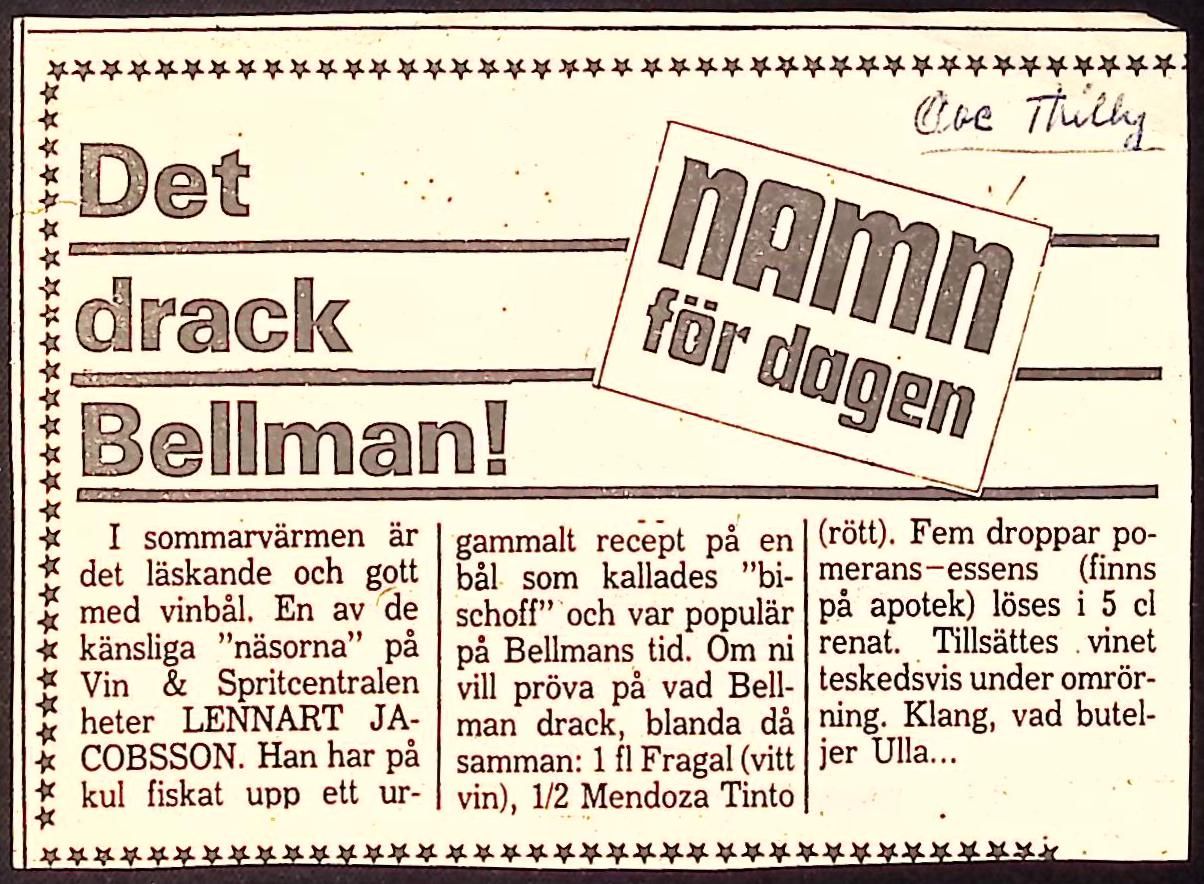 Ove Thilly
Det
drack
Bellman!
NAMN
för dagen
I sommarvärmen är
det läskande och gott
med vinbål. En av de
känsliga "näsorna" på
Vin & Spritcentralen
heter LENNART JA-
COBSSON. Han har på
kul fiskat upp ett ur-
gammalt recept på en
bål som kallades "bi-
schoff" och var populär
på Bellmans tid. Om ni
vill pröva på vad Bell-
man drack, blanda då
samman: 1 fl Fragal (vitt
vin), 1/2 Mendoza Tinto
(rött). Fem droppar po-
merans-essens (finns
på apotek) löses i 5 cl
renat. Tillsättes vinet
teskedsvis under omrör-
ning. Klang, vad butel-
jer Ulla...